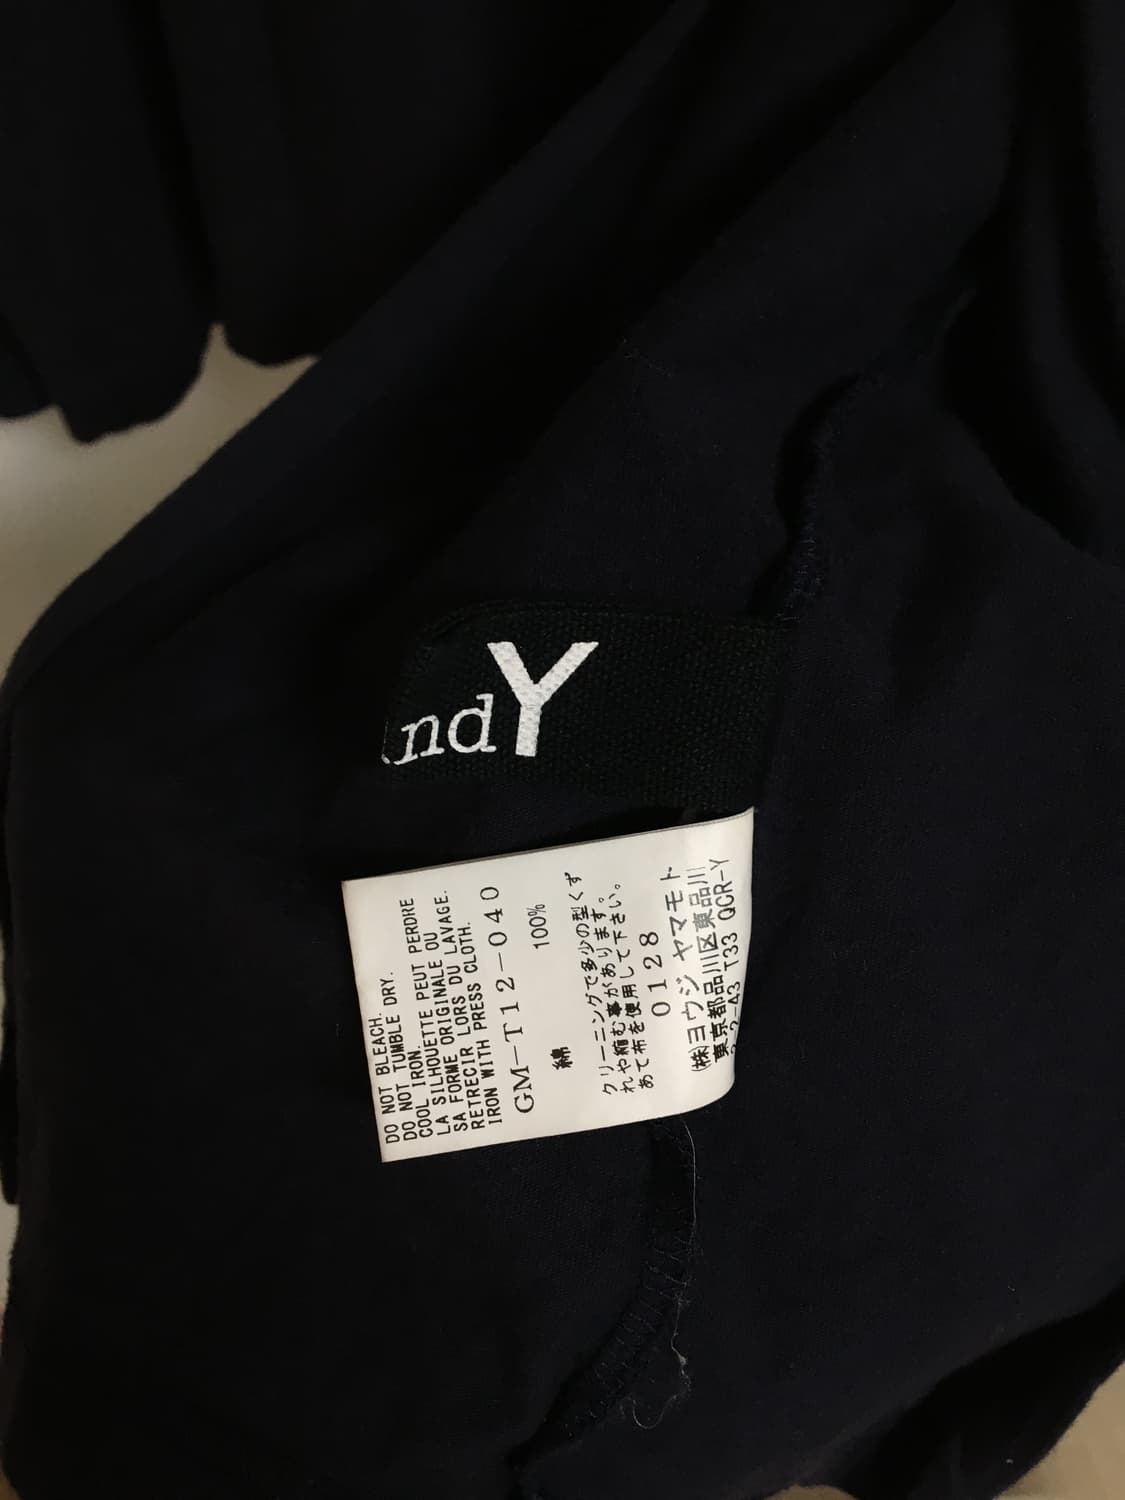 ndY
DO NOT BLEACH.
DO NOT TUMBLE DRY.
COOL IRON.
LA SILHOUETTE PEUT PERDRE
SA FORME ORIGINALE OU
RETRECIR LORS DU LAVAGE.
IRON WITH PRESS CLOTH.
GM-T12-040
綿 100%
クリーニングで多少の型くず
れや縮む事があります。
あて布を使用して下さい。
0128
(株)ヨウジ ヤマモト
東京都品川区東品川
2-2-43 T33 QCR-Y